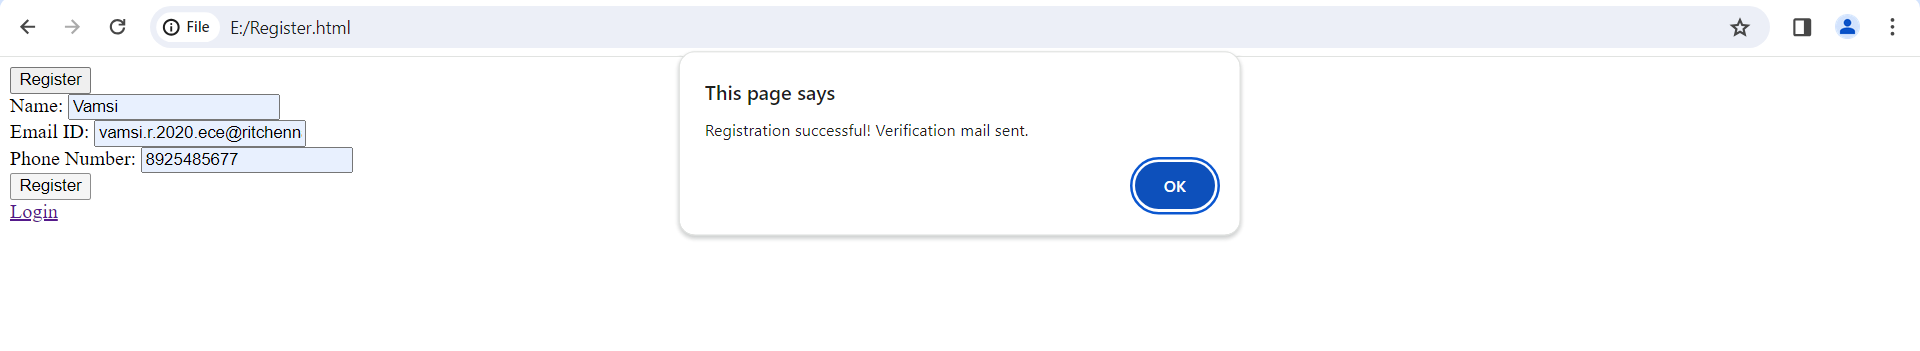 File E:/Register.html
This page says
Registration successful! Verification mail sent.
OK
Register
Name: Vamsi
Email ID: vamsi.r.2020.ece@ritchenn
Phone Number: 8925485677
Register
Login